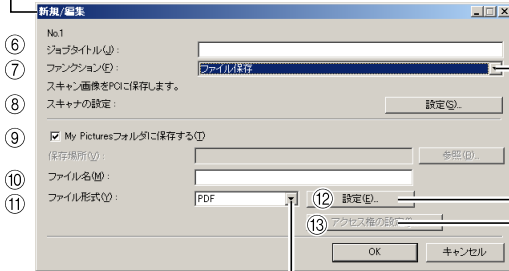 新規/編集
No.1
⑥ ジョブタイトル(J) :
⑦ ファンクション(F) : ファイル保存
スキャン画像をPCに保存します。
⑧ スキャナの設定 : 設定(S)...
⑨ My Picturesフォルダに保存する(T)
保存場所(V) : 参照(B)...
⑩ ファイル名(M) :
⑪ ファイル形式(Y) : PDF ⑫ 設定(E)...
⑬ アクセス権の設定
OK キャンセル